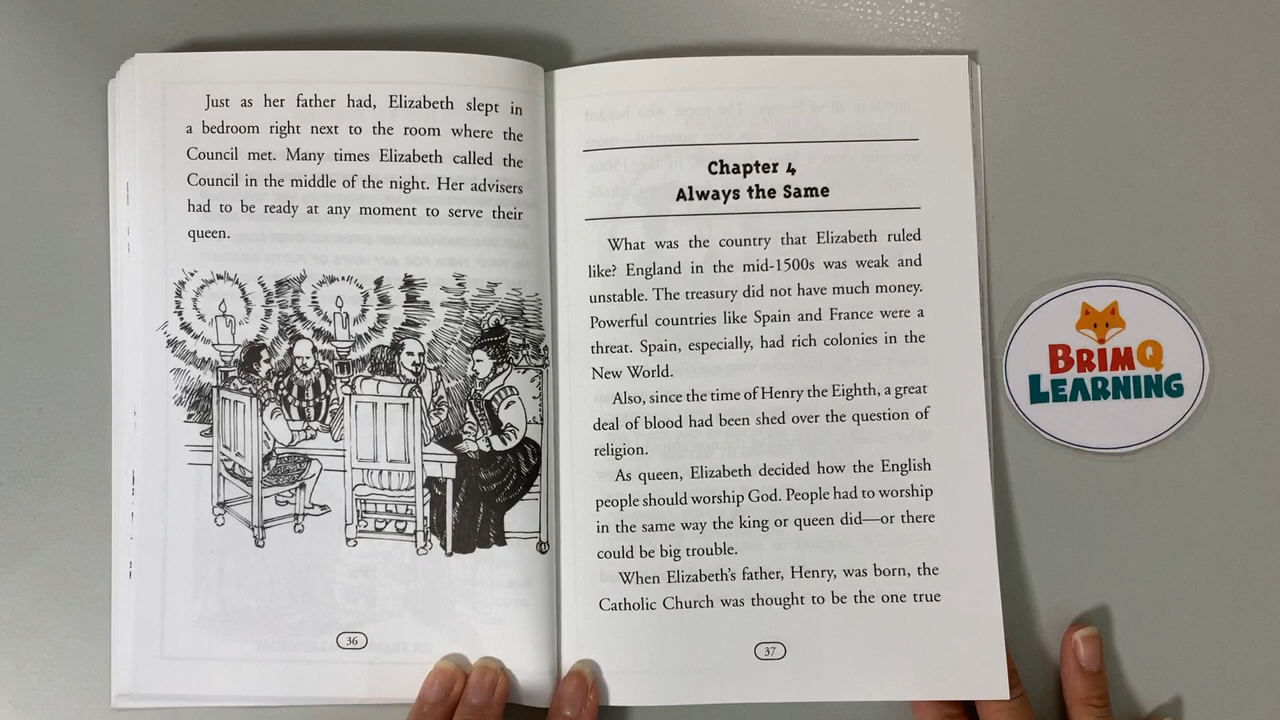 Just as her father had, Elizabeth slept in
a bedroom right next to the room where the
Council met. Many times Elizabeth called the
Council in the middle of the night. Her advisers
had to be ready at any moment to serve their
queen.
36
Chapter 4
Always the Same
What was the country that Elizabeth ruled
like? England in the mid-1500s was weak and
unstable. The treasury did not have much money.
Powerful countries like Spain and France were a
threat. Spain, especially, had rich colonies in the
New World.
Also, since the time of Henry the Eighth, a great
deal of blood had been shed over the question of
religion.
As queen, Elizabeth decided how the English
people should worship God. People had to worship
in the same way the king or queen did—or there
could be big trouble.
When Elizabeth's father, Henry, was born, the
Catholic Church was thought to be the one true
37
BRIMQ
LEARNING